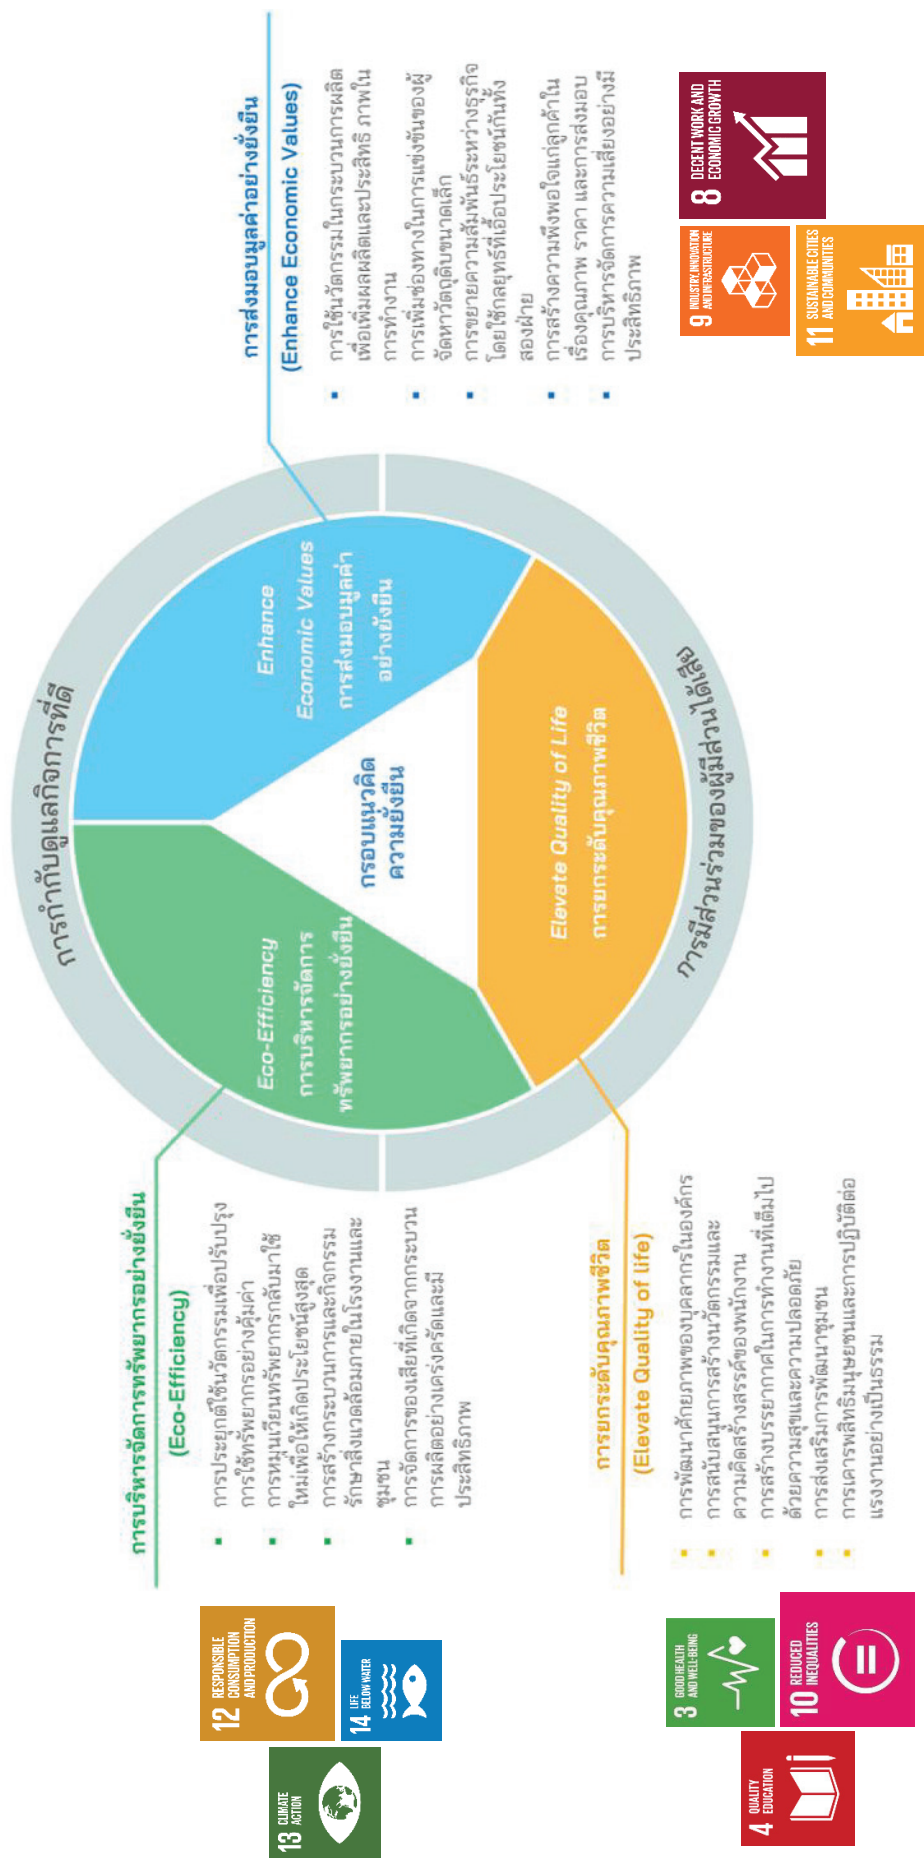 การบริหารจัดการทรัพยากรอย่างยั่งยืน
(Eco-Efficiency)
▪ การประยุกต์ใช้นวัตกรรมเพื่อปรับปรุง
การใช้ทรัพยากรอย่างคุ้มค่า
▪ การหมุนเวียนทรัพยากรกลับมาใช้
ใหม่เพื่อให้เกิดประโยชน์สูงสุด
▪ การสร้างกระบวนการและกิจกรรม
รักษาสิ่งแวดล้อมภายในโรงงานและ
ชุมชน
▪ การจัดการของเสียที่เกิดจากกระบวน
การผลิตอย่างเคร่งครัดและมี
ประสิทธิภาพ
12 RESPONSIBLE
CONSUMPTION
AND PRODUCTION
13 CLIMATE
ACTION
14 LIFE
BELOW WATER
การกำกับดูแลกิจการที่ดี
Eco-Efficiency
การบริหารจัดการ
ทรัพยากรอย่างยั่งยืน
Enhance
Economic Values
การส่งมอบมูลค่า
อย่างยั่งยืน
กรอบแนวคิด
ความยั่งยืน
Elevate Quality of Life
การยกระดับคุณภาพชีวิต
การมีส่วนร่วมของผู้มีส่วนได้เสีย
การส่งมอบมูลค่าอย่างยั่งยืน
(Enhance Economic Values)
▪ การใช้นวัตกรรมในกระบวนการผลิต
เพื่อเพิ่มผลผลิตและประสิทธิ ภาพใน
การทำงาน
▪ การเพิ่มช่องทางในการแข่งขันของผู้
จัดหาวัตถุดิบขนาดเล็ก
▪ การขยายความสัมพันธ์ระหว่างธุรกิจ
โดยใช้กลยุทธ์ที่เอื้อประโยชน์กันทั้ง
สองฝ่าย
▪ การสร้างความพึงพอใจแก่ลูกค้าใน
เรื่องคุณภาพ ราคา และการส่งมอบ
▪ การบริหารจัดการความเสี่ยงอย่างมี
ประสิทธิภาพ
8 DECENT WORK AND
ECONOMIC GROWTH
9 INDUSTRY, INNOVATION
AND INFRASTRUCTURE
11 SUSTAINABLE CITIES
AND COMMUNITIES
การยกระดับคุณภาพชีวิต
(Elevate Quality of life)
▪ การพัฒนาศักยภาพของบุคลากรในองค์กร
▪ การสนับสนุนการสร้างนวัตกรรมและ
ความคิดสร้างสรรค์ของพนักงาน
▪ การสร้างบรรยากาศในการทำงานที่เต็มไป
ด้วยความสุขและความปลอดภัย
▪ การส่งเสริมการพัฒนาชุมชน
▪ การเคารพสิทธิมนุษยชนและการปฏิบัติต่อ
แรงงานอย่างเป็นธรรม
3 GOOD HEALTH
AND WELL-BEING
4 QUALITY
EDUCATION
10 REDUCED
INEQUALITIES